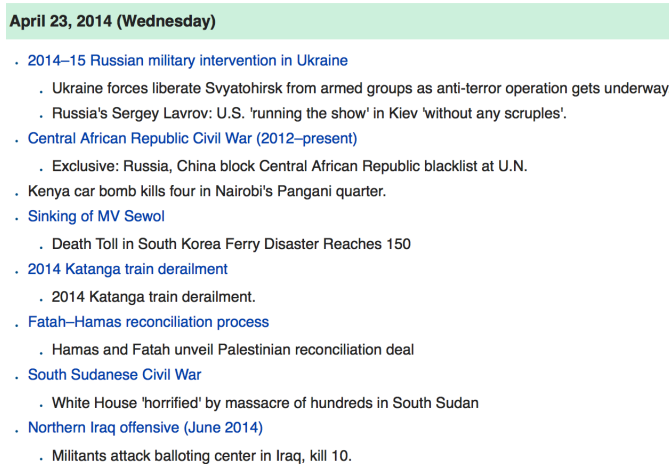 April 23, 2014 (Wednesday)
2014–15 Russian military intervention in Ukraine
Ukraine forces liberate Svyatohirsk from armed groups as anti-terror operation gets underway
Russia's Sergey Lavrov: U.S. 'running the show' in Kiev 'without any scruples'.
Central African Republic Civil War (2012–present)
Exclusive: Russia, China block Central African Republic blacklist at U.N.
Kenya car bomb kills four in Nairobi's Pangani quarter.
Sinking of MV Sewol
Death Toll in South Korea Ferry Disaster Reaches 150
2014 Katanga train derailment
2014 Katanga train derailment.
Fatah–Hamas reconciliation process
Hamas and Fatah unveil Palestinian reconciliation deal
South Sudanese Civil War
White House 'horrified' by massacre of hundreds in South Sudan
Northern Iraq offensive (June 2014)
Militants attack balloting center in Iraq, kill 10.